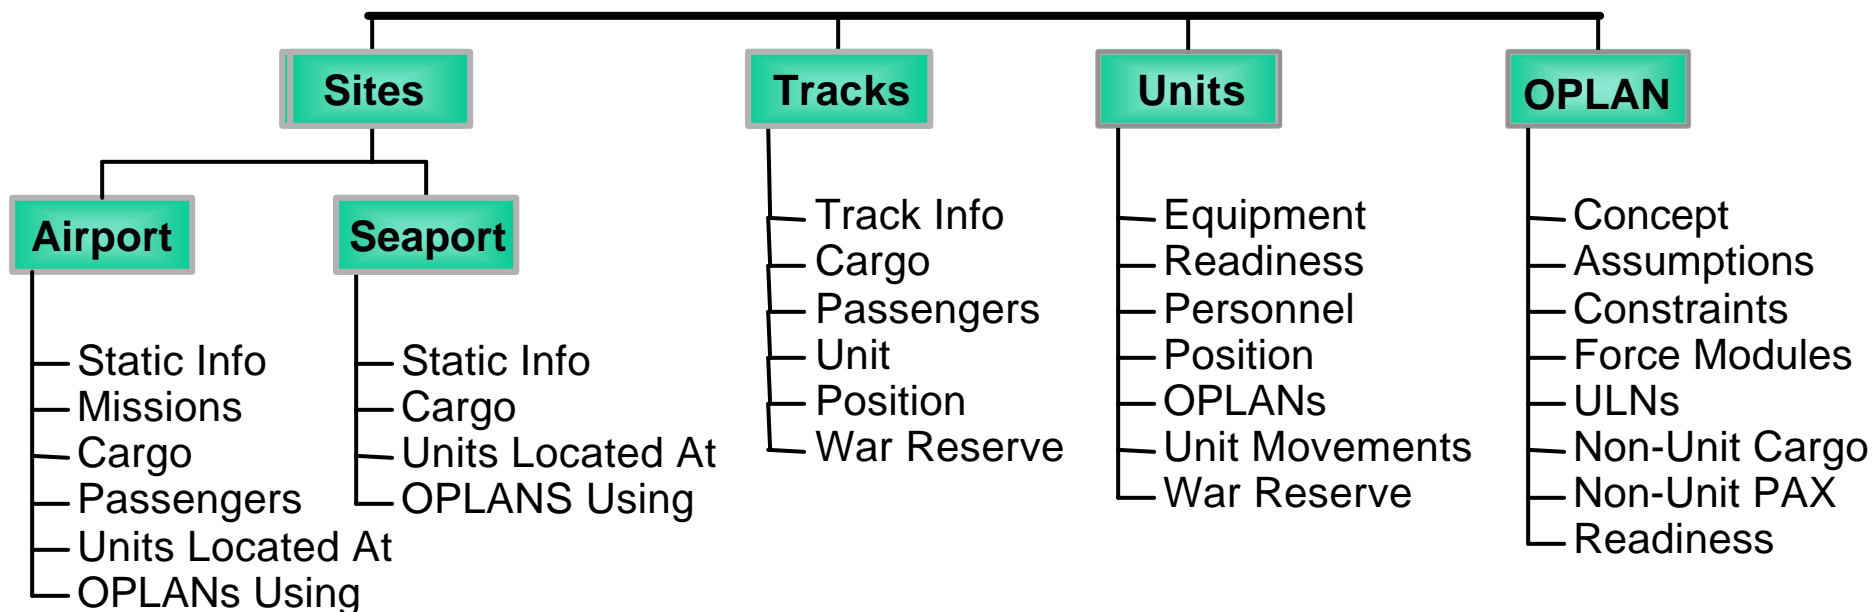 Sites
Tracks
Units
OPLAN
Airport
Seaport
Static Info
Missions
Cargo
Passengers
Units Located At
OPLANs Using
Static Info
Cargo
Units Located At
OPLANS Using
Track Info
Cargo
Passengers
Unit
Position
War Reserve
Equipment
Readiness
Personnel
Position
OPLANs
Unit Movements
War Reserve
Concept
Assumptions
Constraints
Force Modules
ULNs
Non-Unit Cargo
Non-Unit PAX
Readiness